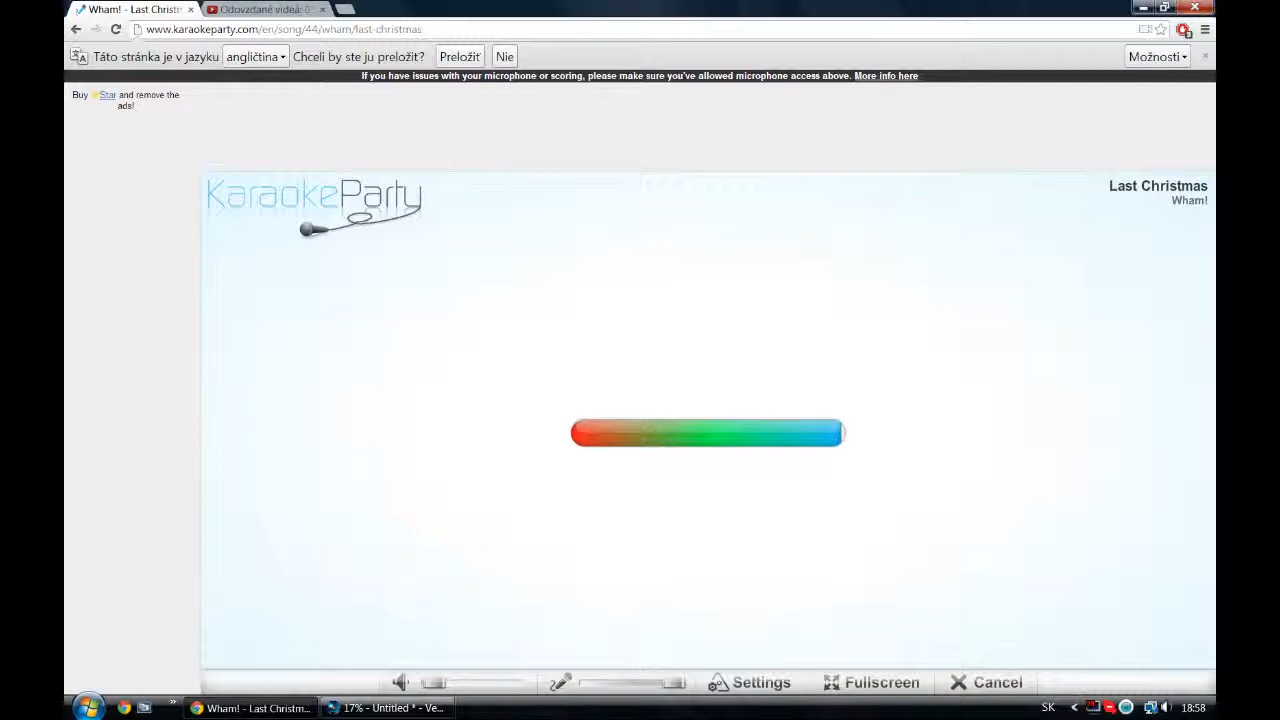 Wham! - Last Christm
Odovzdané videá:
www.karaokeparty.com/en/song/44/wham/last-christmas
Táto stránka je v jazyku angličtina Chceli by ste ju preložiť? Preložiť Nie Možnosti
If you have issues with your microphone or scoring, please make sure you've allowed microphone access above. More info here
Buy Star and remove the
ads!
KaraokeParty
Last Christmas
Wham!
Settings Fullscreen Cancel
Wham! - Last Christm... 17% - Untitled * - Ve... SK 18:58